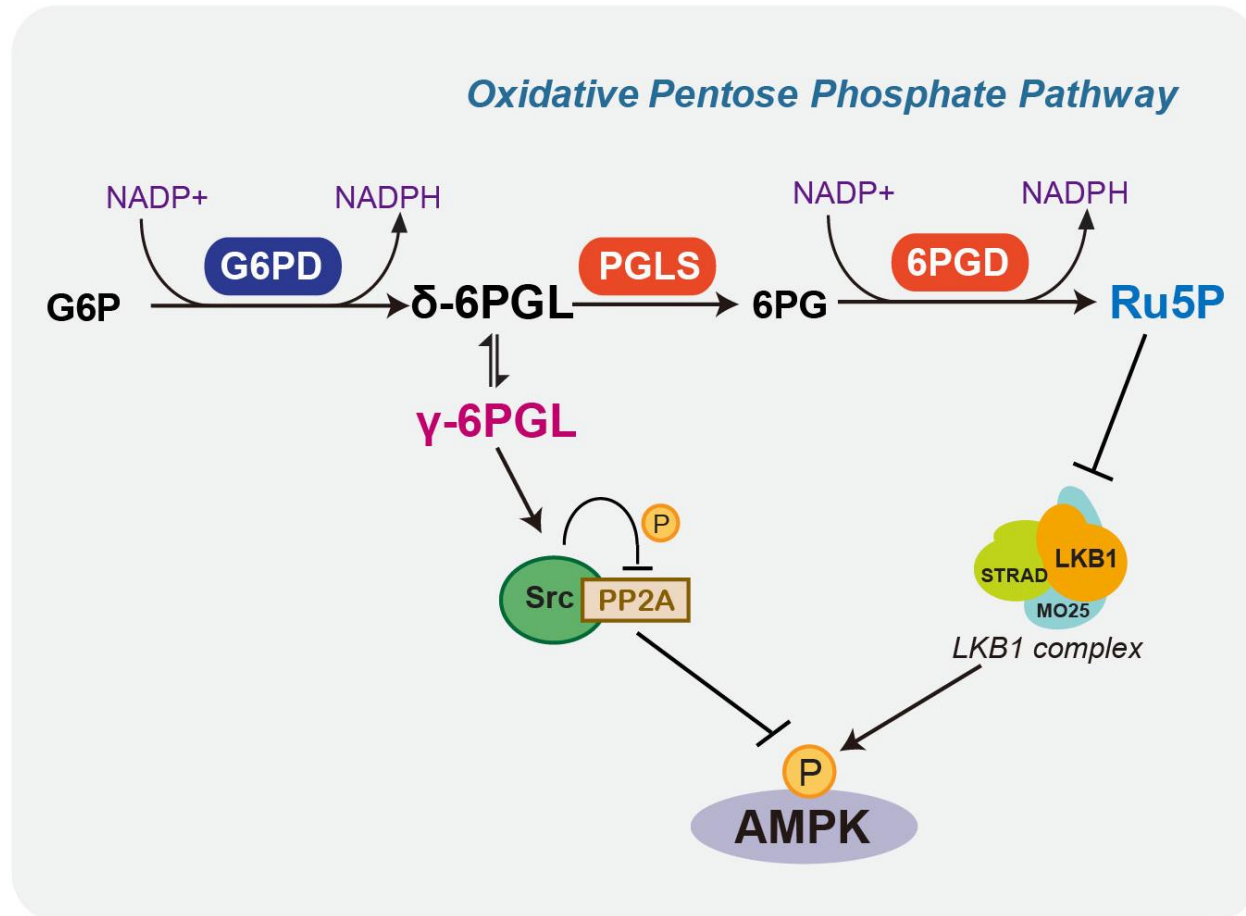 Oxidative Pentose Phosphate Pathway
NADP+
NADPH
NADP+
NADPH
G6PD
PGLS
6PGD
G6P
δ-6PGL
6PG
Ru5P
γ-6PGL
P
Src
PP2A
STRAD
LKB1
MO25
LKB1 complex
P
AMPK